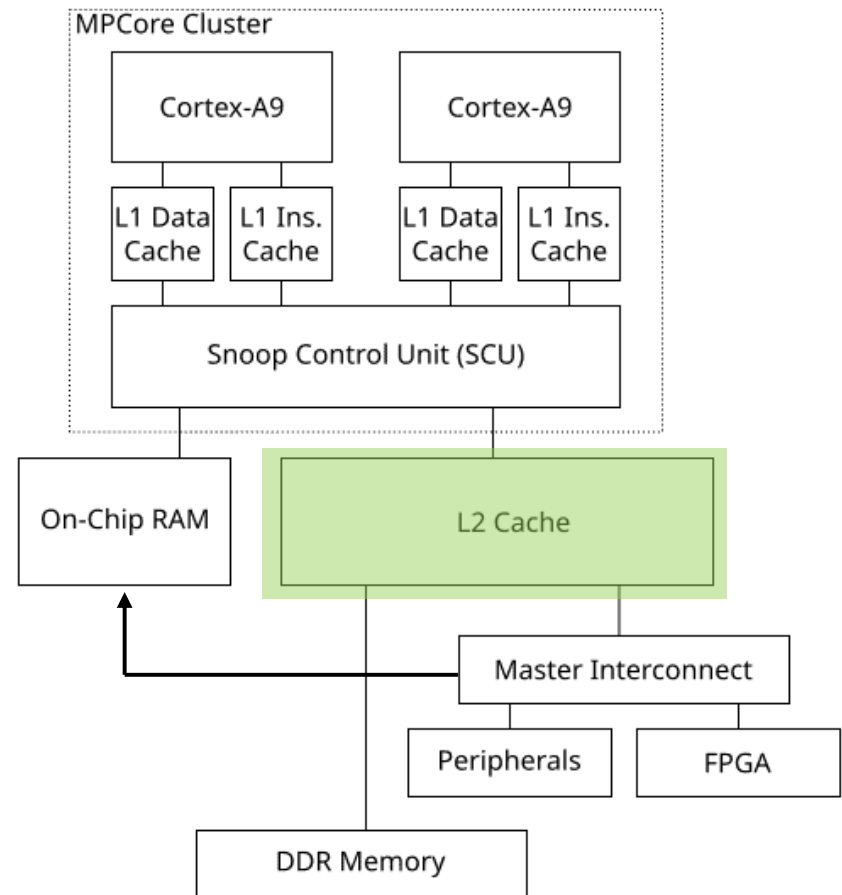 MPCore Cluster
Cortex-A9
Cortex-A9
L1 Data
Cache
L1 Ins.
Cache
L1 Data
Cache
L1 Ins.
Cache
Snoop Control Unit (SCU)
On-Chip RAM
L2 Cache
Master Interconnect
Peripherals
FPGA
DDR Memory